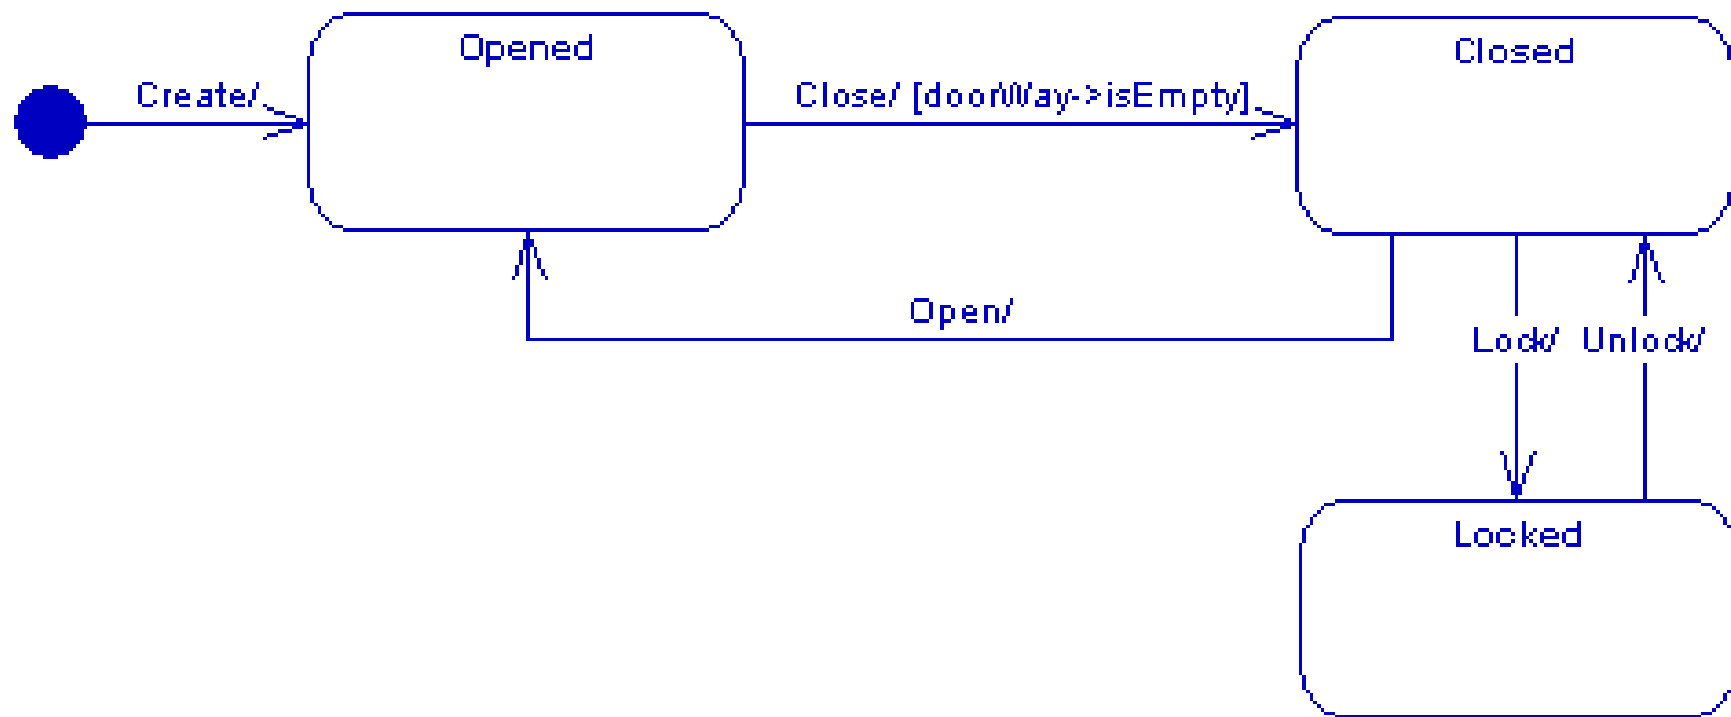 Opened
Closed
Create/
Close/ [doorWay->isEmpty]
Open/
Lock/
Unlock/
Locked